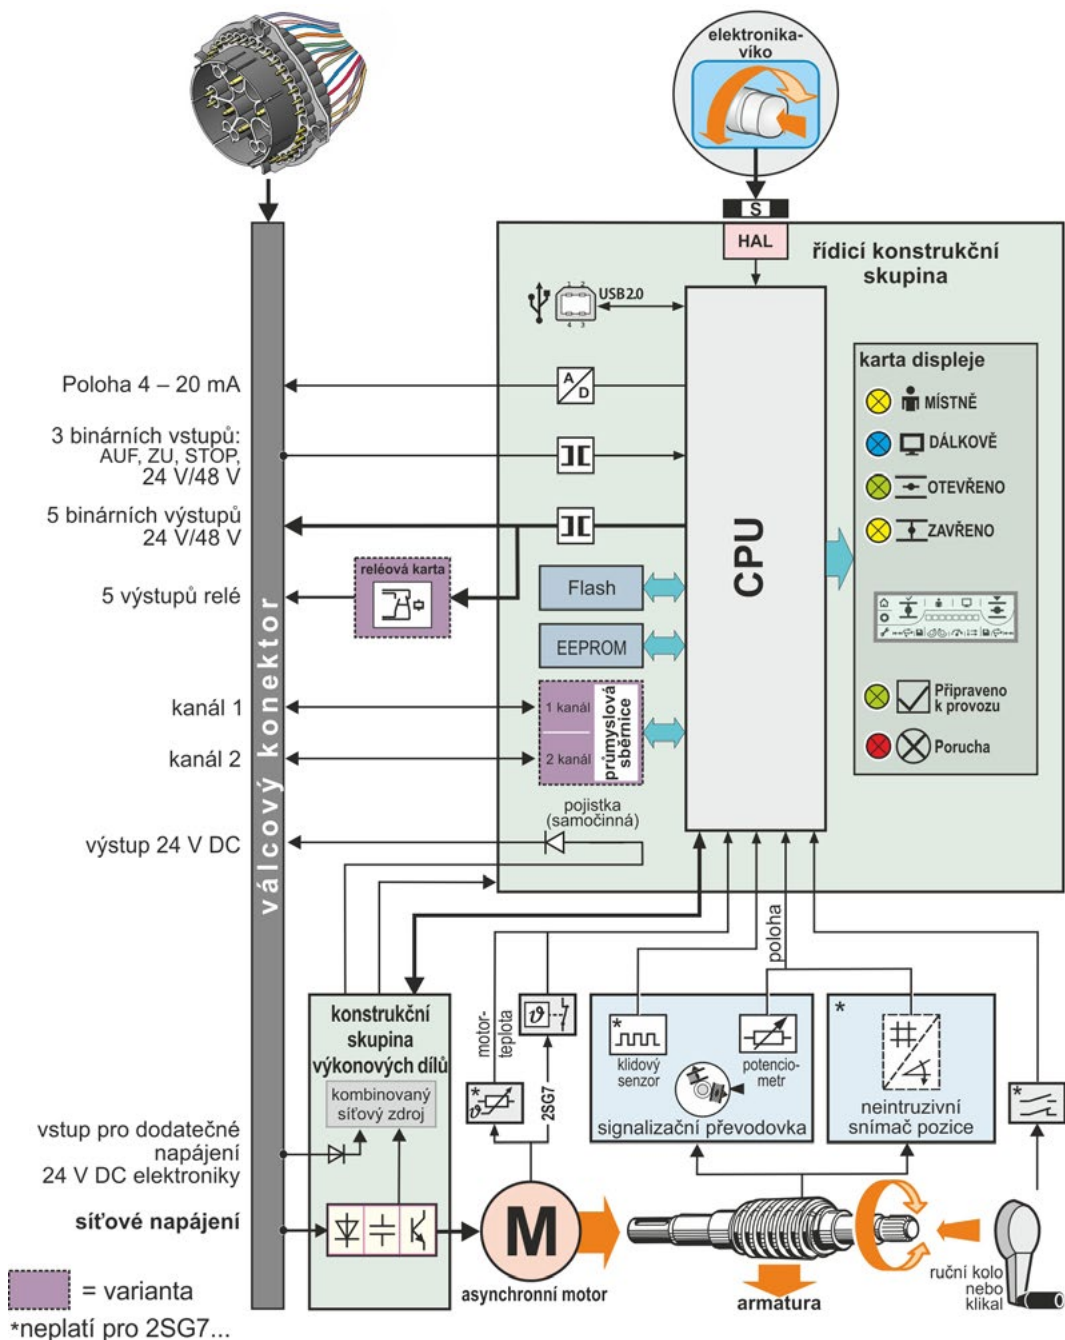 elektronika-
víko
S
HAL
řídicí konstrukční
skupina
1 2
USB2.0
4 3
Poloha 4 – 20 mA
A
D
3 binárních vstupů:
AUF, ZU, STOP,
24 V/48 V
5 binárních výstupů
24 V/48 V
reléová karta
5 výstupů relé
Flash
EEPROM
CPU
kanál 1
kanál 2
1 kanál
2 kanál
průmyslová
sběrnice
karta displeje
MÍSTNĚ
DÁLKOVĚ
OTEVŘENO
ZAVŘENO
Připraveno
k provozu
Porucha
válcový konektor
pojistka
(samočinná)
výstup 24 V DC
poloha
konstrukční
skupina
výkonových dílů
kombinovaný
síťový zdroj
motor-
teplota
*
ϑ
ϑ
2SG7
*
klidový
senzor
potencio-
metr
signalizační převodovka
*
neintruzivní
snímač pozice
*
vstup pro dodatečné
napájení
24 V DC elektroniky
síťové napájení
M
asynchronní motor
armatura
ruční kolo
nebo
klikal
= varianta
*neplatí pro 2SG7...